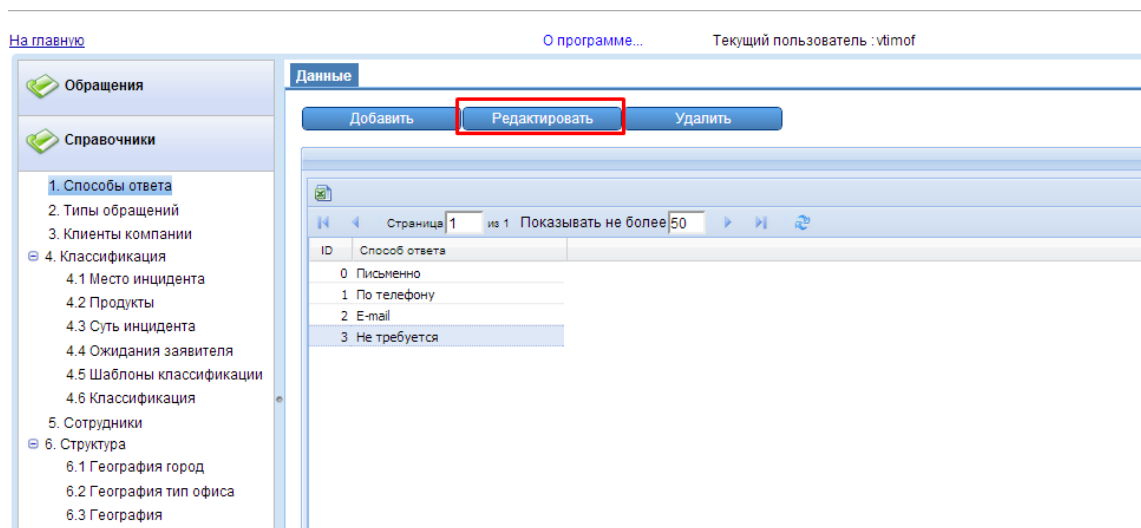 На главную
О программе...
Текущий пользователь : vtimof
Обращения
Справочники
1. Способы ответа
2. Типы обращений
3. Клиенты компании
4. Классификация
4.1 Место инцидента
4.2 Продукты
4.3 Суть инцидента
4.4 Ожидания заявителя
4.5 Шаблоны классификации
4.6 Классификация
5. Сотрудники
6. Структура
6.1 География город
6.2 География тип офиса
6.3 География
Данные
Добавить Редактировать Удалить
Страница 1 из 1 Показывать не более 50
ID Способ ответа
0 Письменно
1 По телефону
2 E-mail
3 Не требуется